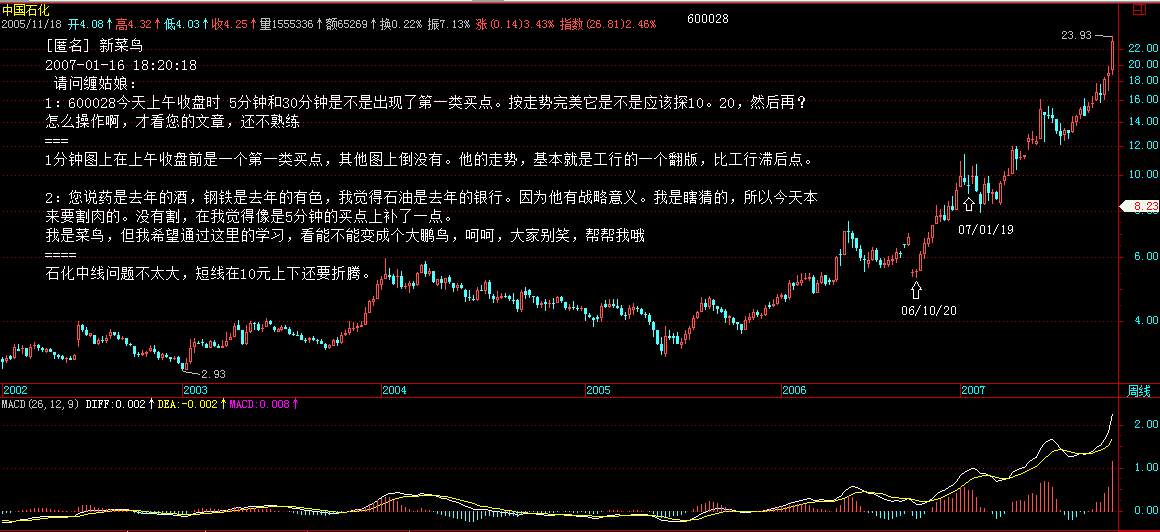 中国石化
2005/11/18 开4.08↑高4.32↑低4.03↑收4.25↑量1555336↑额65269↑换0.22% 振7.13% 涨(0.14)3.43% 指数(26.81)2.46%
600028
[匿名] 新菜鸟
2007-01-16 18:20:18
请问缠姑娘：
1：600028今天上午收盘时 5分钟和30分钟是不是出现了第一类买点。按走势完美它是不是应该探10。20，然后再？
怎么操作啊，才看您的文章，还不熟练
===
1分钟图上在上午收盘前是一个第一类买点，其他图上倒没有。他的走势，基本就是工行的一个翻版，比工行滞后点。
2：您说药是去年的酒，钢铁是去年的有色，我觉得石油是去年的银行。因为他有战略意义。我是瞎猜的，所以今天本
来要割肉的。没有割，在我觉得像是5分钟的买点上补了一点。
我是菜鸟，但我希望通过这里的学习，看能不能变成个大鹏鸟，呵呵，大家别笑，帮帮我哦
====
石化中线问题不太大，短线在10元上下还要折腾。
23.93
22.00
20.00
18.00
16.00
14.00
12.00
10.00
8.23
07/01/19
6.00
06/10/20
4.00
2.93
2002 2003 2004 2005 2006 2007 周线
MACD(26,12,9) DIFF:0.002↑ DEA:-0.002↑ MACD:0.008↑
2.00
1.00
0.00